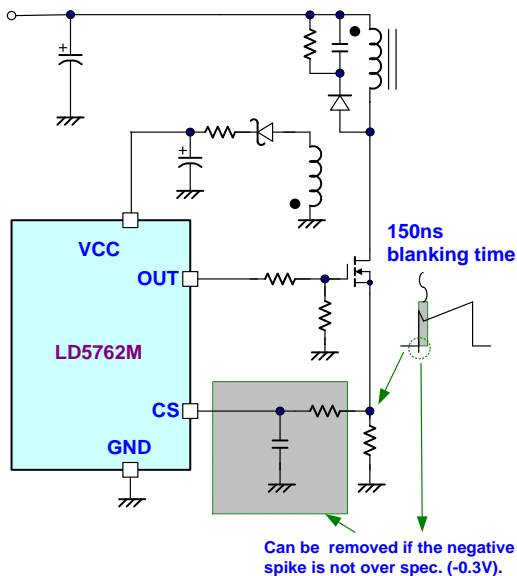 +
+
VCC
150ns
blanking time
OUT
LD5762M
CS
GND
Can be removed if the negative
spike is not over spec. (-0.3V).